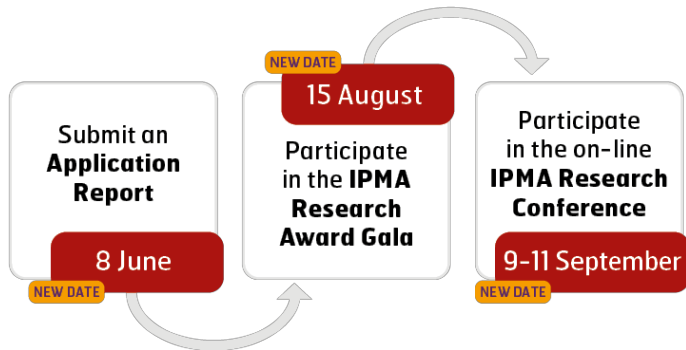 Submit an
Application
Report
8 June
NEW DATE
NEW DATE
15 August
Participate
in the IPMA
Research
Award Gala
Participate
in the on-line
IPMA Research
Conference
9-11 September
NEW DATE